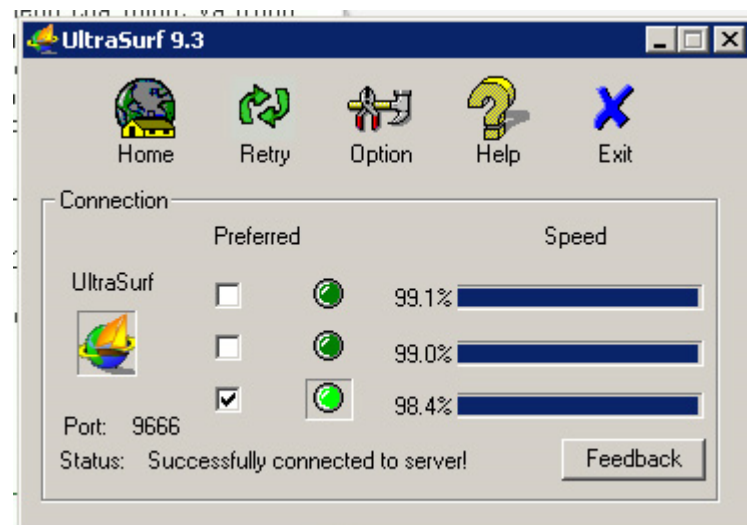 UltraSurf 9.3
Home Retry Option Help Exit
Connection
Preferred Speed
UltraSurf
99.1%
99.0%
98.4%
Port: 9666
Status: Successfully connected to server!
Feedback